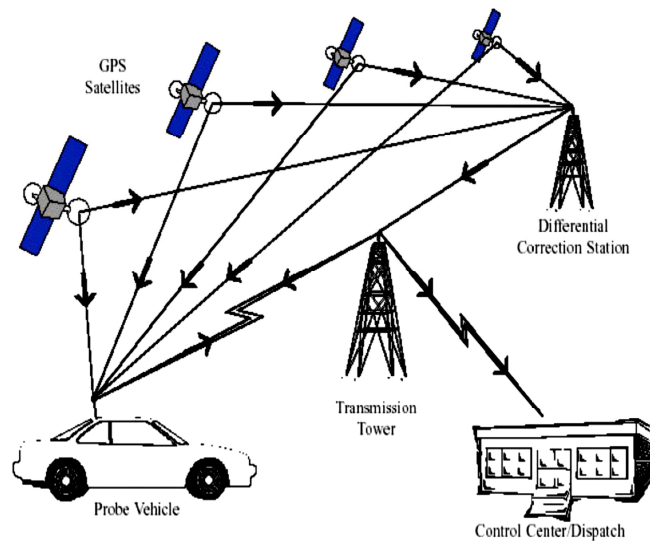 GPS
Satellites
Differential
Correction Station
Transmission
Tower
Probe Vehicle
Control Center/Dispatch